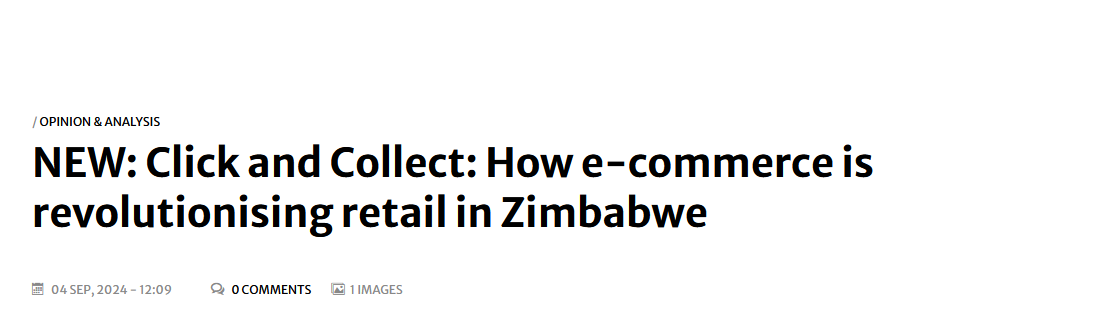 / OPINION & ANALYSIS
NEW: Click and Collect: How e-commerce is
revolutionising retail in Zimbabwe
04 SEP, 2024 - 12:09 0 COMMENTS 1 IMAGES